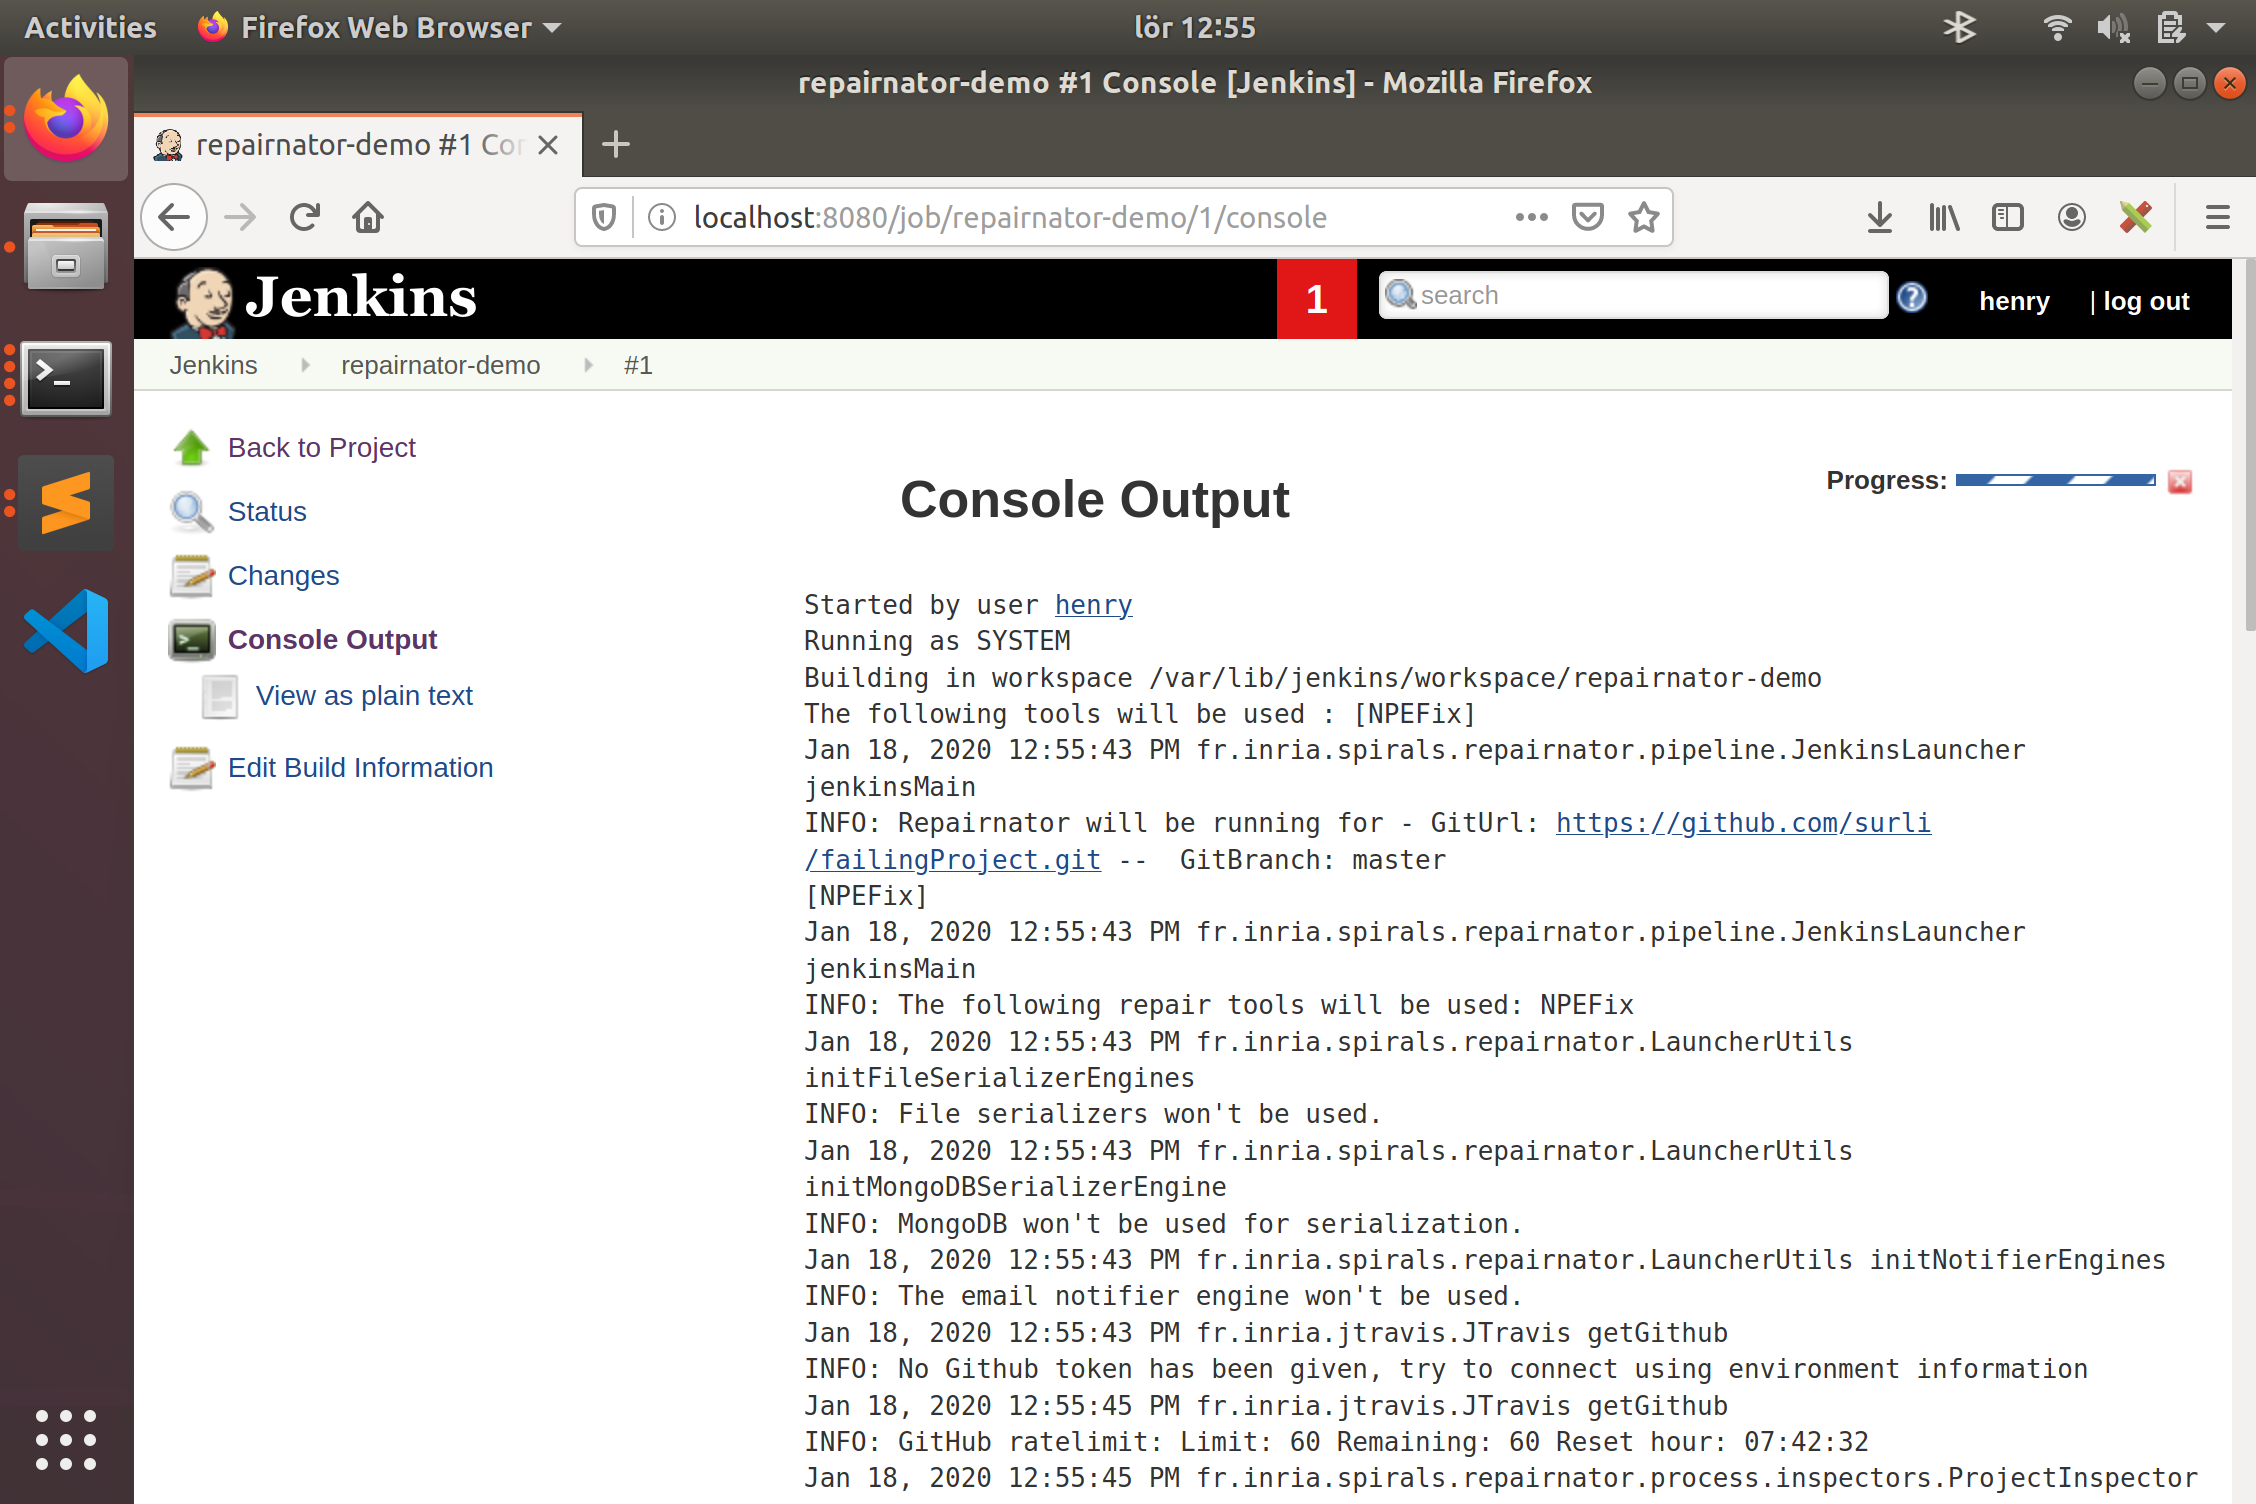 Activities
Firefox Web Browser
lör 12:55
repairnator-demo #1 Console [Jenkins] - Mozilla Firefox
repairnator-demo #1 Con
localhost:8080/job/repairnator-demo/1/console
Jenkins
1
search
henry
| log out
Jenkins
repairnator-demo
#1
Back to Project
Status
Changes
Console Output
View as plain text
Edit Build Information
Console Output
Progress:
Started by user henry
Running as SYSTEM
Building in workspace /var/lib/jenkins/workspace/repairnator-demo
The following tools will be used : [NPEFix]
Jan 18, 2020 12:55:43 PM fr.inria.spirals.repairnator.pipeline.JenkinsLauncher
jenkinsMain
INFO: Repairnator will be running for - GitUrl: https://github.com/surli
/failingProject.git --  GitBranch: master
[NPEFix]
Jan 18, 2020 12:55:43 PM fr.inria.spirals.repairnator.pipeline.JenkinsLauncher
jenkinsMain
INFO: The following repair tools will be used: NPEFix
Jan 18, 2020 12:55:43 PM fr.inria.spirals.repairnator.LauncherUtils
initFileSerializerEngines
INFO: File serializers won't be used.
Jan 18, 2020 12:55:43 PM fr.inria.spirals.repairnator.LauncherUtils
initMongoDBSerializerEngine
INFO: MongoDB won't be used for serialization.
Jan 18, 2020 12:55:43 PM fr.inria.spirals.repairnator.LauncherUtils initNotifierEngines
INFO: The email notifier engine won't be used.
Jan 18, 2020 12:55:43 PM fr.inria.jtravis.JTravis getGithub
INFO: No Github token has been given, try to connect using environment information
Jan 18, 2020 12:55:45 PM fr.inria.jtravis.JTravis getGithub
INFO: GitHub ratelimit: Limit: 60 Remaining: 60 Reset hour: 07:42:32
Jan 18, 2020 12:55:45 PM fr.inria.spirals.repairnator.process.inspectors.ProjectInspector